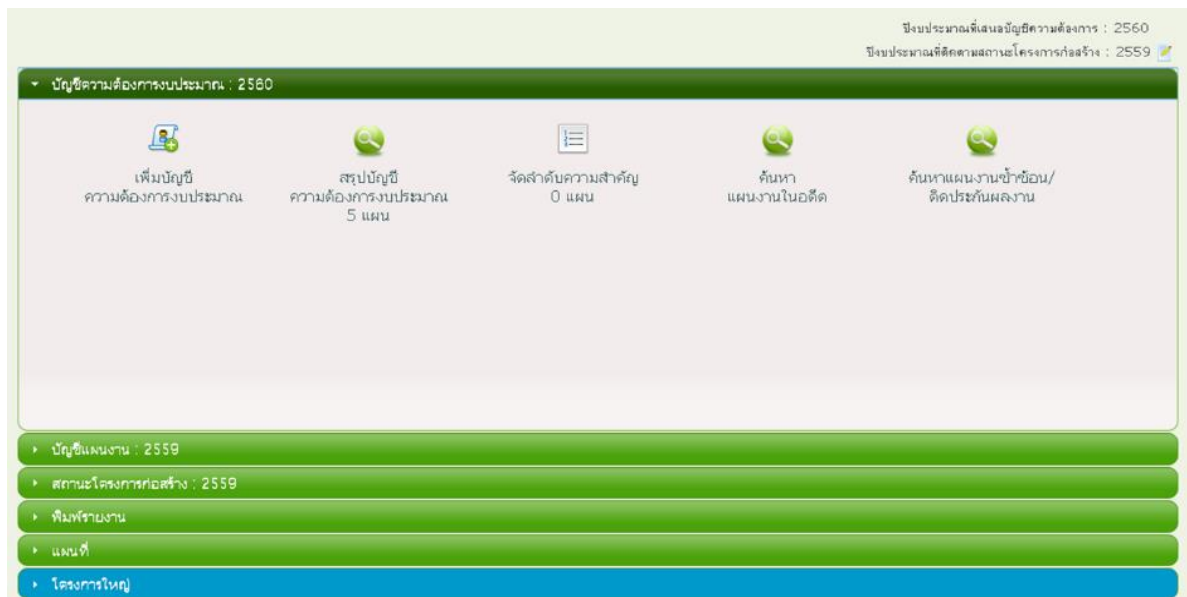 ปีงบประมาณที่เสนอบัญชีความต้องการ : 2560
ปีงบประมาณที่ติดตามสถานะโครงการก่อสร้าง : 2559
บัญชีความต้องการงบประมาณ : 2560
เพิ่มบัญชี
ความต้องการงบประมาณ
สรุปบัญชี
ความต้องการงบประมาณ
5 แผน
จัดลำดับความสำคัญ
0 แผน
ค้นหา
แผนงานในอดีต
ค้นหาแผนงานซ้ำซ้อน/
ติดประกันผลงาน
บัญชีแผนงาน : 2559
สถานะโครงการก่อสร้าง : 2559
พิมพ์รายงาน
แผนที่
โครงการใหญ่